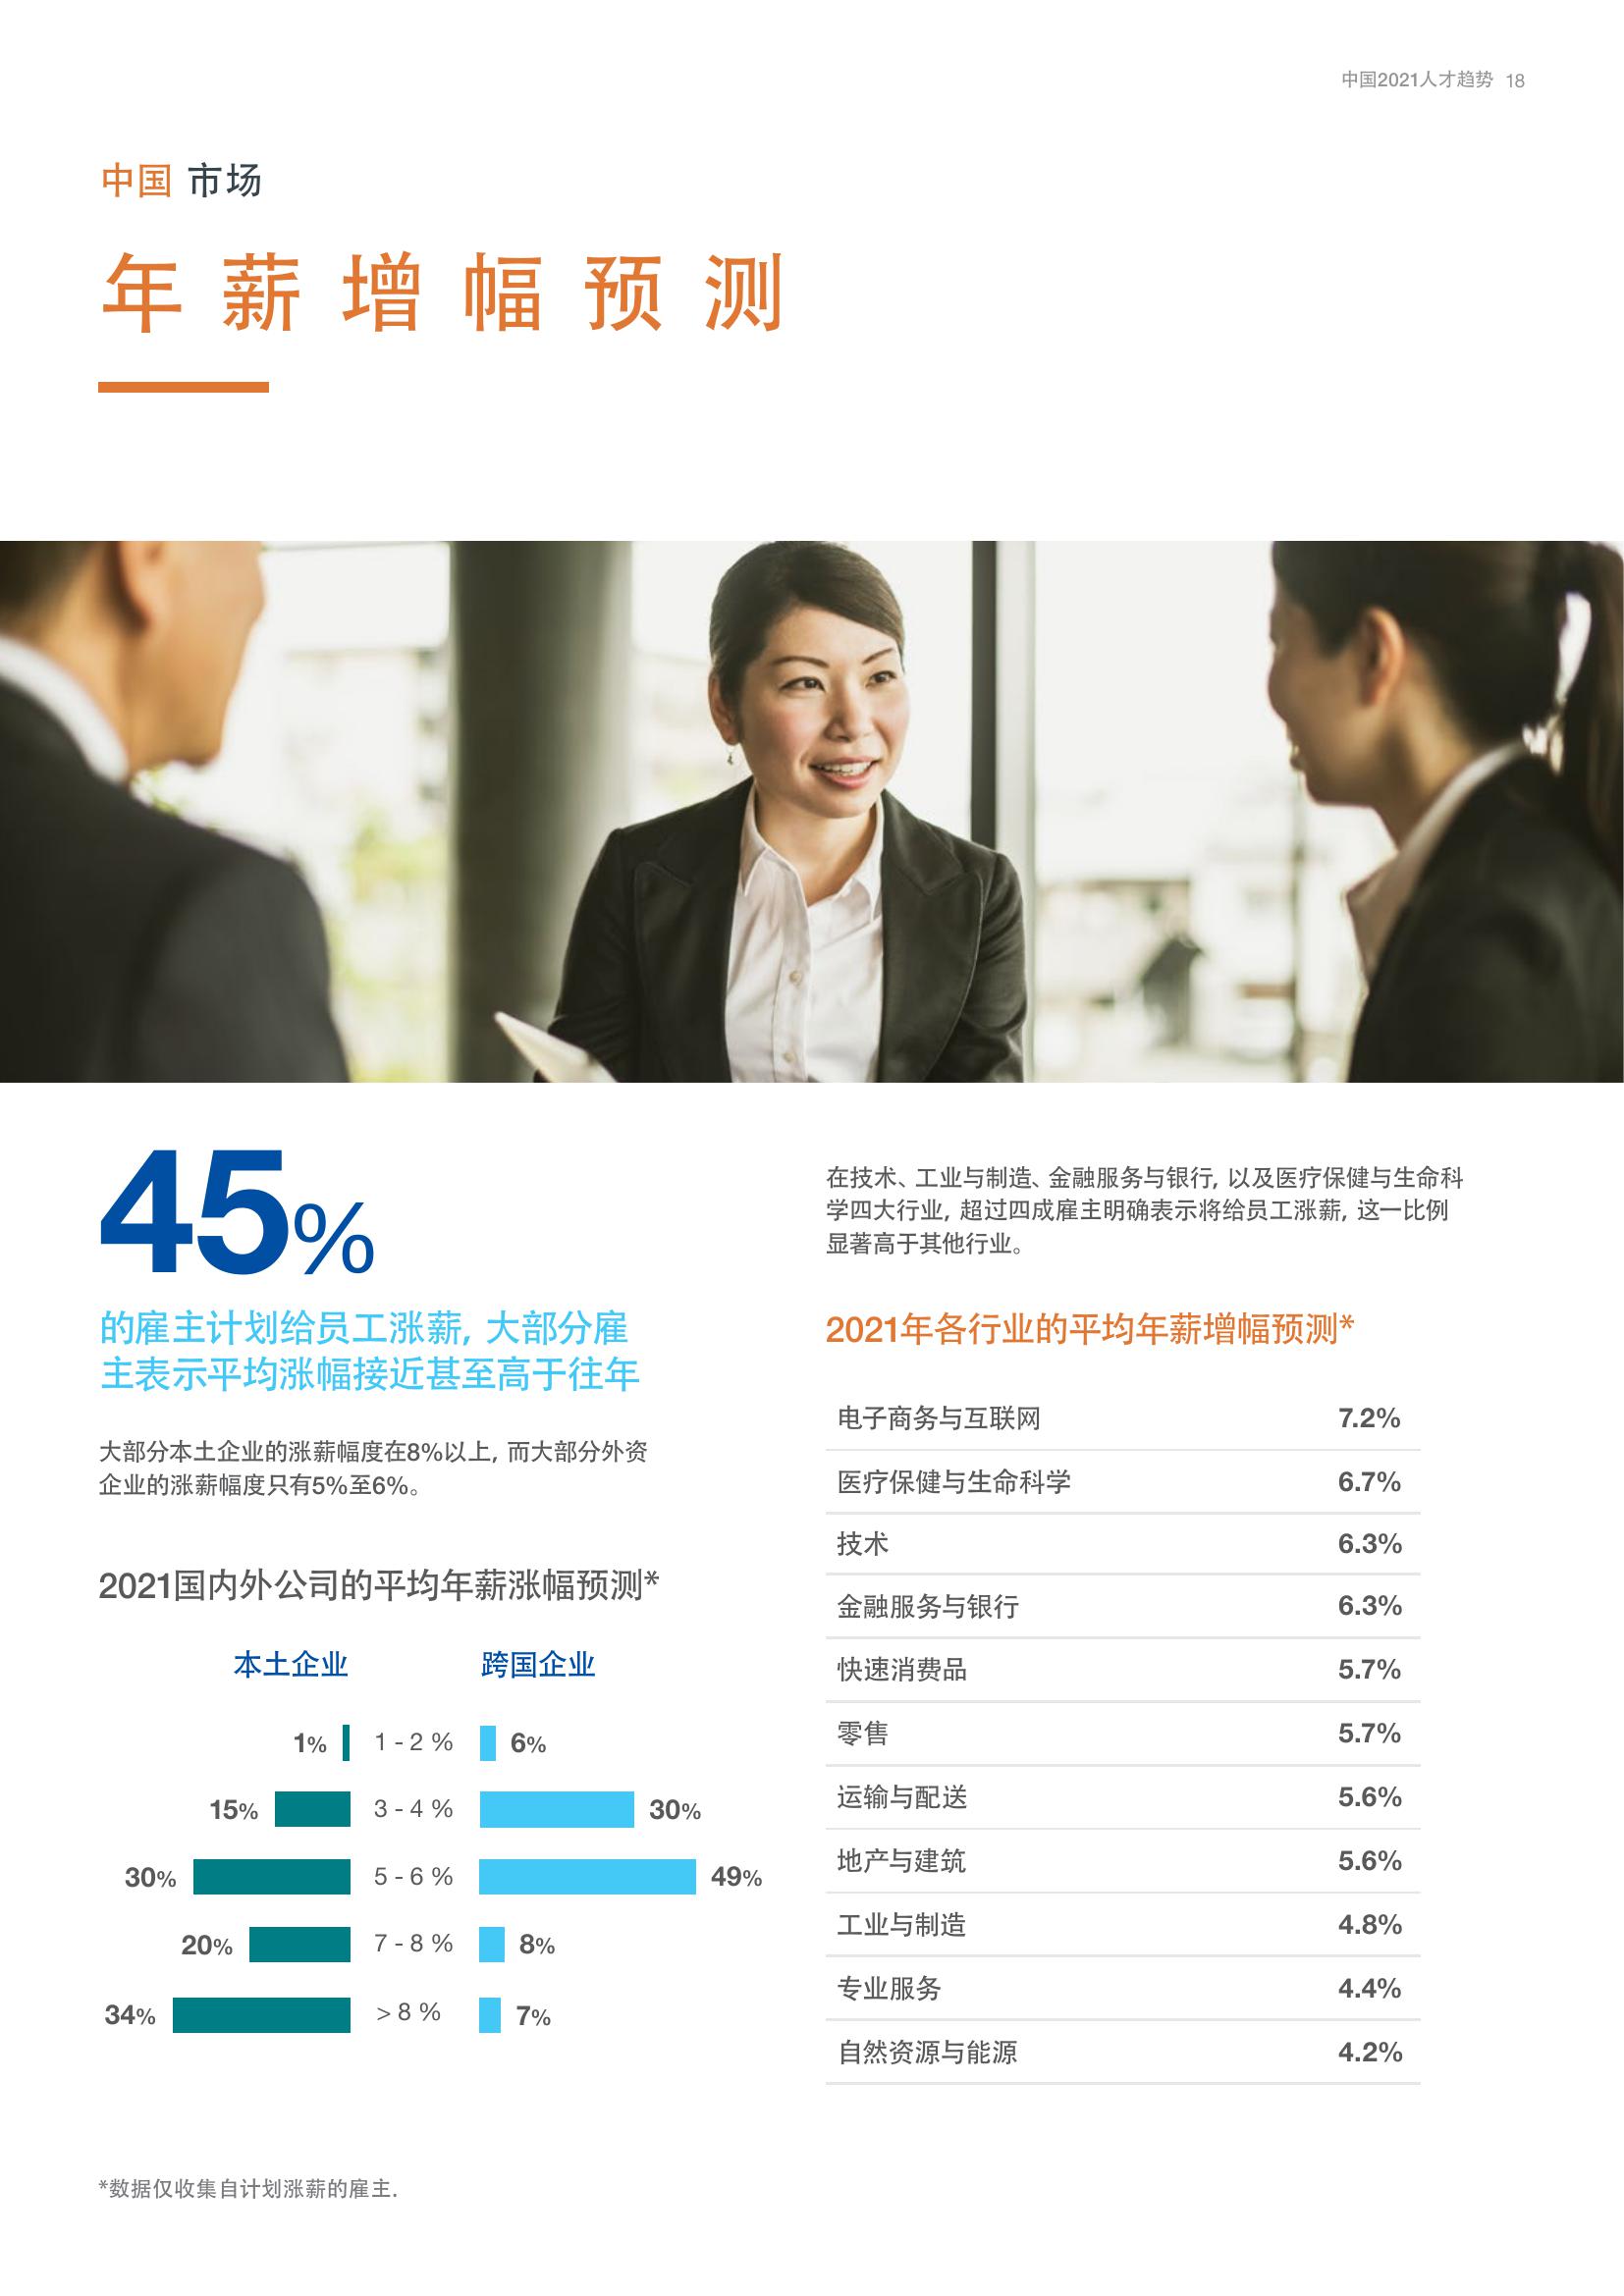 中国2021人才趋势 18
中国 市场
年薪增幅预测
45%
的雇主计划给员工涨薪, 大部分雇
主表示平均涨幅接近甚至高于往年
大部分本土企业的涨薪幅度在8%以上, 而大部分外资
企业的涨薪幅度只有5%至6%。
2021国内外公司的平均年薪涨幅预测*
本土企业 跨国企业
1% 1 - 2 % 6%
15% 3 - 4 % 30%
30% 5 - 6 % 49%
20% 7 - 8 % 8%
34% > 8 % 7%
在技术、工业与制造、金融服务与银行, 以及医疗保健与生命科
学四大行业, 超过四成雇主明确表示将给员工涨薪, 这一比例
显著高于其他行业。
2021年各行业的平均年薪增幅预测*
电子商务与互联网 7.2%
医疗保健与生命科学 6.7%
技术 6.3%
金融服务与银行 6.3%
快速消费品 5.7%
零售 5.7%
运输与配送 5.6%
地产与建筑 5.6%
工业与制造 4.8%
专业服务 4.4%
自然资源与能源 4.2%
*数据仅收集自计划涨薪的雇主.